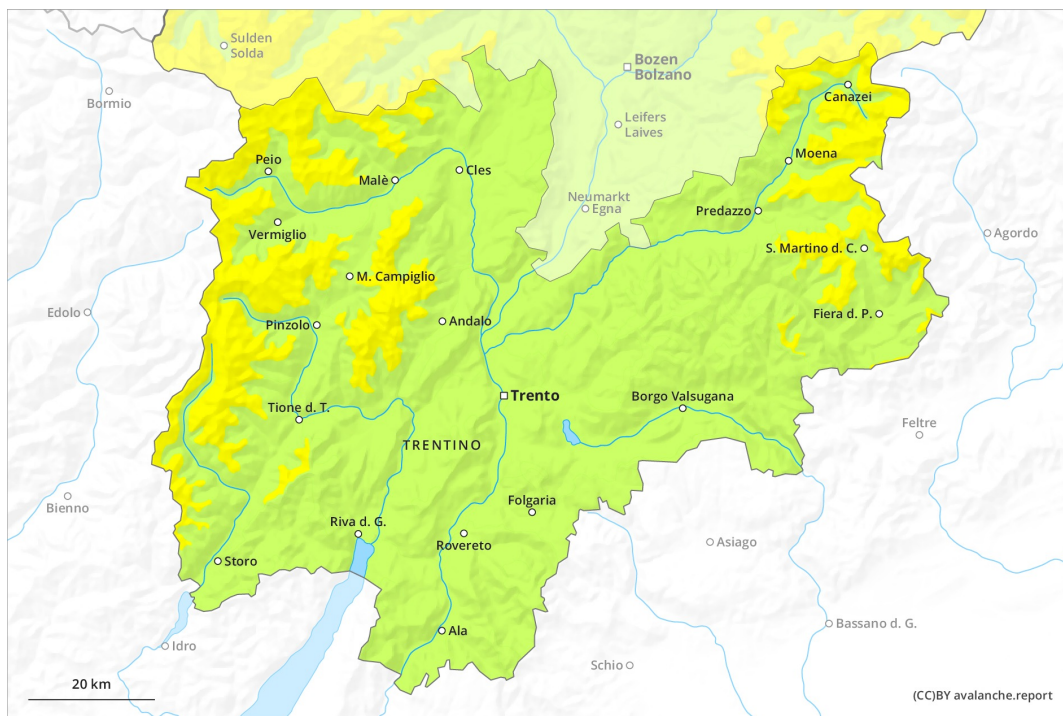 Sulden
Solda
Bozen
Bolzano
Bormio
Canazei
Leifers
Laives
Moena
Peio
Malè
Cles
Neumarkt
Egna
Predazzo
Vermiglio
Agordo
S. Martino d. C.
M. Campiglio
Edolo
Pinzolo
Andalo
Fiera d. P.
Trento
Borgo Valsugana
Tione d. T.
Feltre
TRENTINO
Bienno
Folgaria
Riva d. G.
Rovereto
Asiago
Storo
Ala
Bassano d. G.
Idro
Schio
20 km
(CC)BY avalanche.report